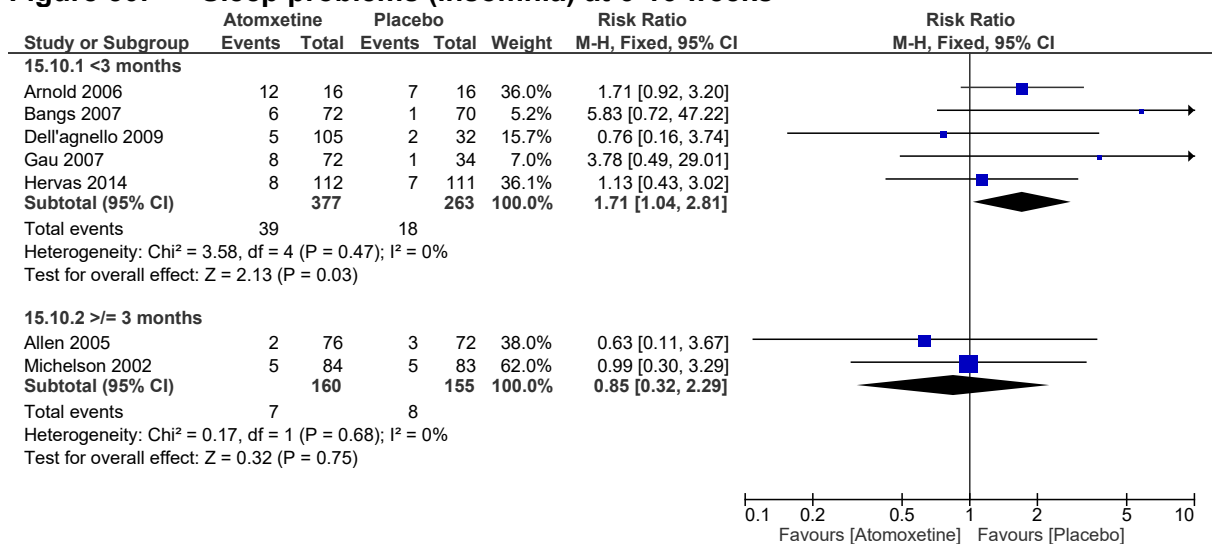 Atomxetine Placebo Risk Ratio Risk Ratio
Study or Subgroup Events Total Events Total Weight M-H, Fixed, 95% CI M-H, Fixed, 95% CI
15.10.1 <3 months
Arnold 2006 12 16 7 16 36.0% 1.71 [0.92, 3.20]
Bangs 2007 6 72 1 70 5.2% 5.83 [0.72, 47.22]
Dell'agnello 2009 5 105 2 32 15.7% 0.76 [0.16, 3.74]
Gau 2007 8 72 1 34 7.0% 3.78 [0.49, 29.01]
Hervas 2014 8 112 7 111 36.1% 1.13 [0.43, 3.02]
Subtotal (95% CI) 377 263 100.0% 1.71 [1.04, 2.81]
Total events 39 18
Heterogeneity: Chi² = 3.58, df = 4 (P = 0.47); I² = 0%
Test for overall effect: Z = 2.13 (P = 0.03)
15.10.2 >/= 3 months
Allen 2005 2 76 3 72 38.0% 0.63 [0.11, 3.67]
Michelson 2002 5 84 5 83 62.0% 0.99 [0.30, 3.29]
Subtotal (95% CI) 160 155 100.0% 0.85 [0.32, 2.29]
Total events 7 8
Heterogeneity: Chi² = 0.17, df = 1 (P = 0.68); I² = 0%
Test for overall effect: Z = 0.32 (P = 0.75)
0.1 0.2 0.5 1 2 5 10
Favours [Atomoxetine] Favours [Placebo]